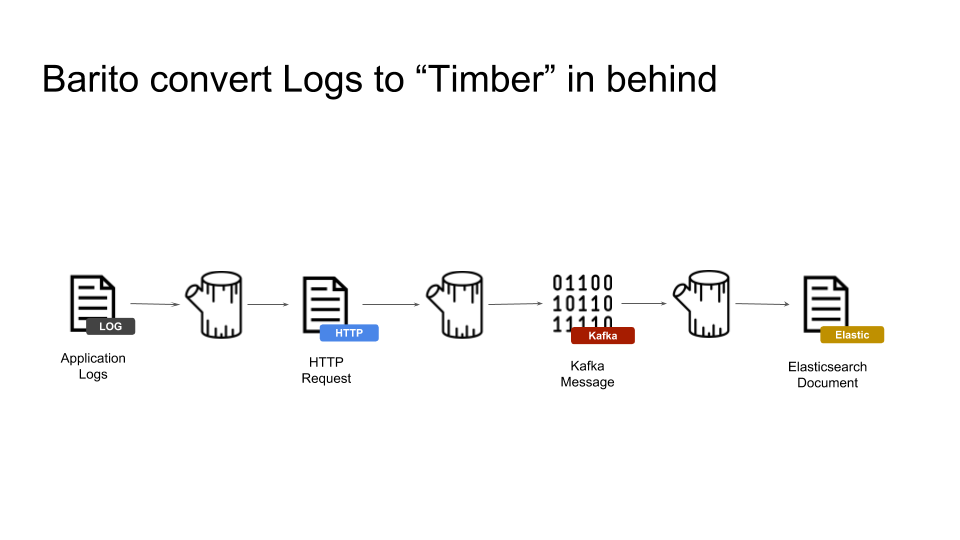 Barito convert Logs to “Timber” in behind
LOG
Application
Logs
HTTP
HTTP
Request
01100
10110
11110
Kafka
Kafka
Message
Elastic
Elasticsearch
Document